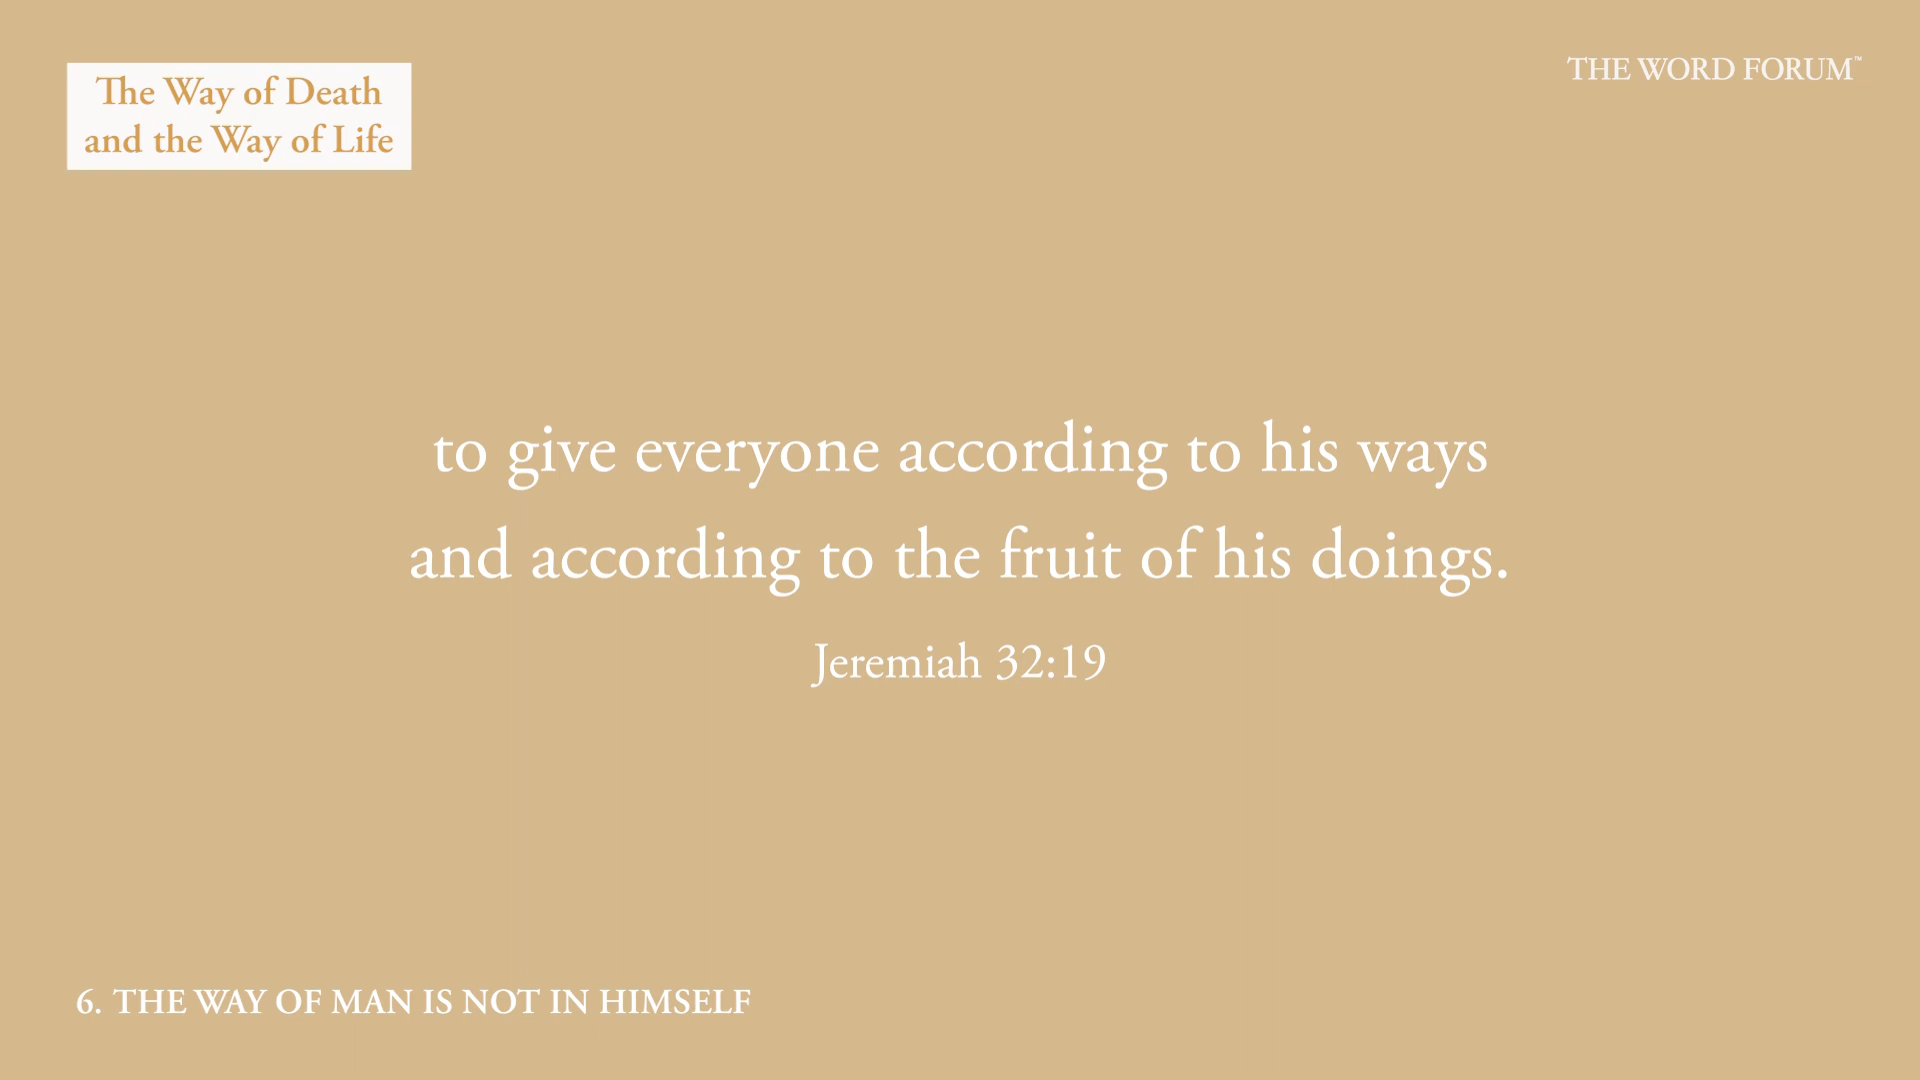 The Way of Death
and the Way of Life
THE WORD FORUM™
to give everyone according to his ways
and according to the fruit of his doings.
Jeremiah 32:19
6. THE WAY OF MAN IS NOT IN HIMSELF